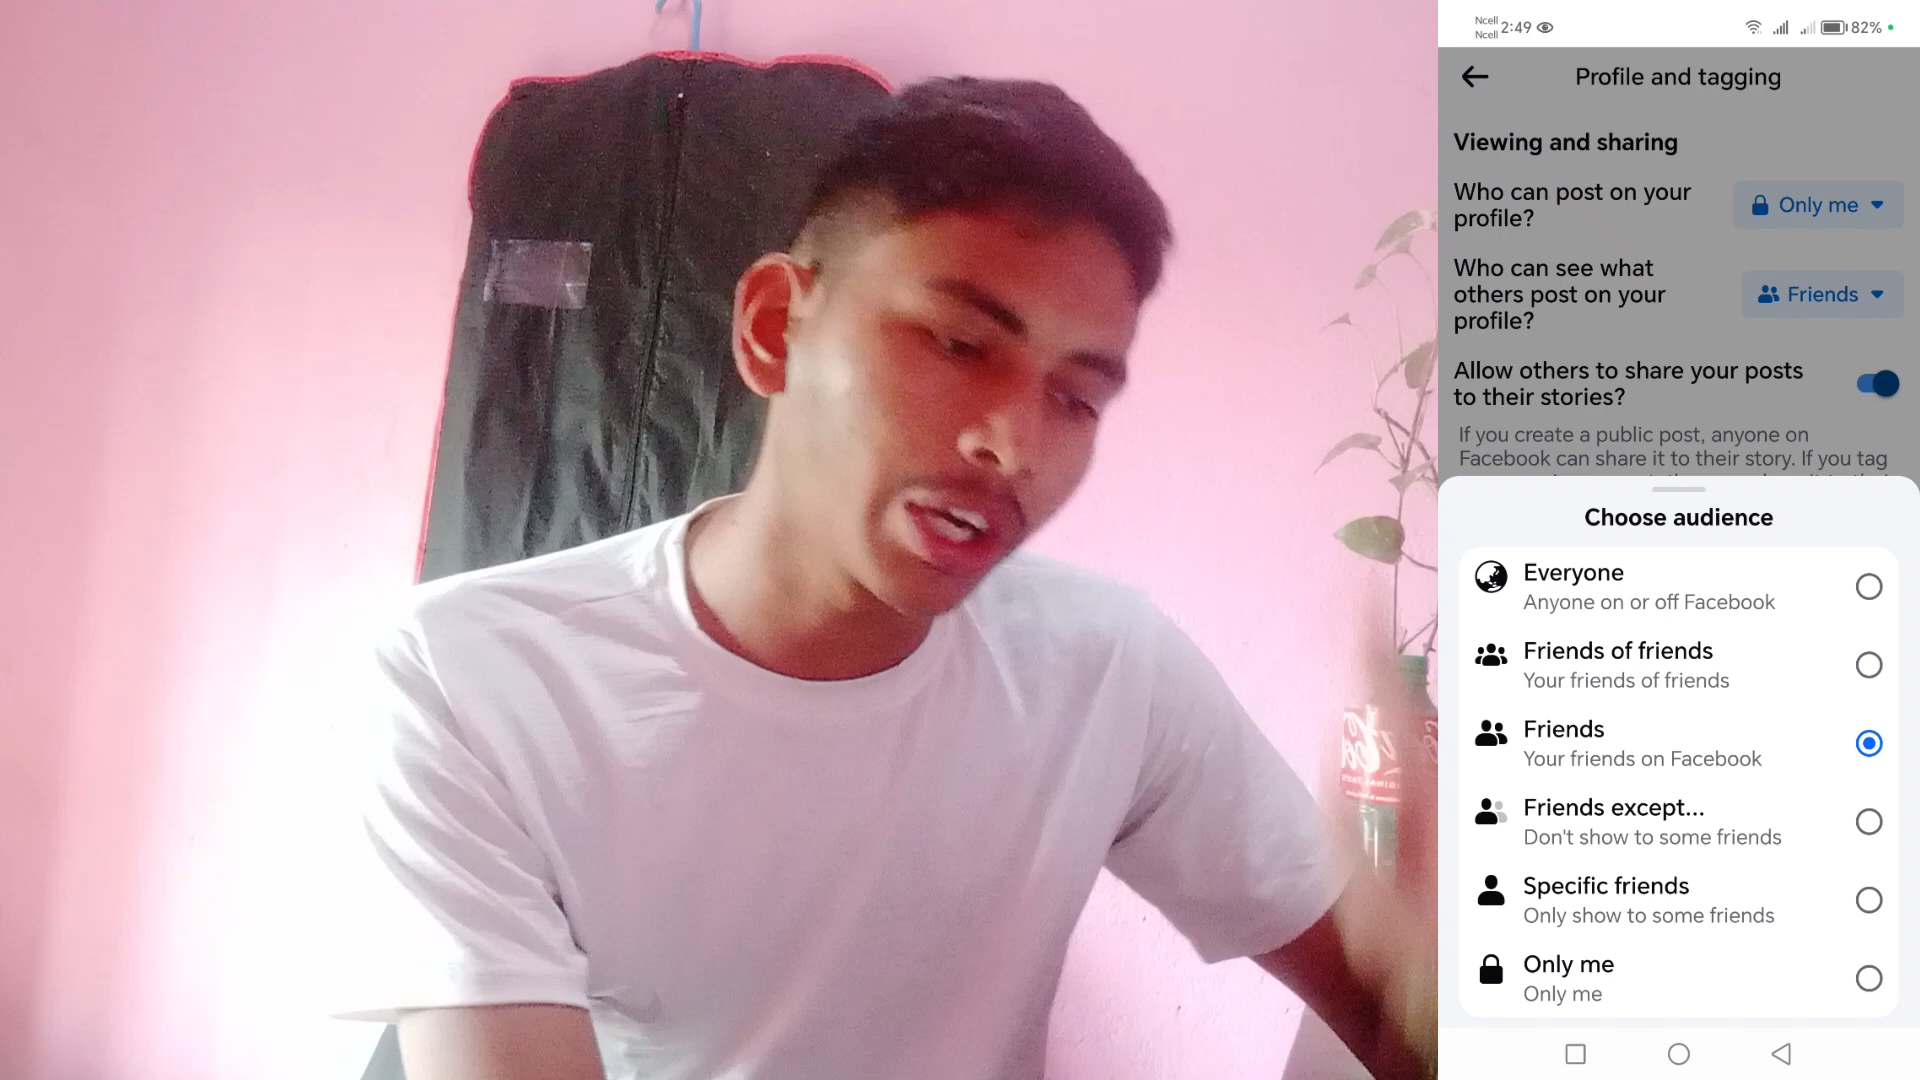 Ncell
Ncell
2:49
82%
Profile and tagging
Viewing and sharing
Who can post on your
profile?
Only me
Who can see what
others post on your
profile?
Friends
Allow others to share your posts
to their stories?
If you create a public post, anyone on
Facebook can share it to their story. If you tag
Choose audience
Everyone
Anyone on or off Facebook
Friends of friends
Your friends of friends
Friends
Your friends on Facebook
Friends except...
Don't show to some friends
Specific friends
Only show to some friends
Only me
Only me